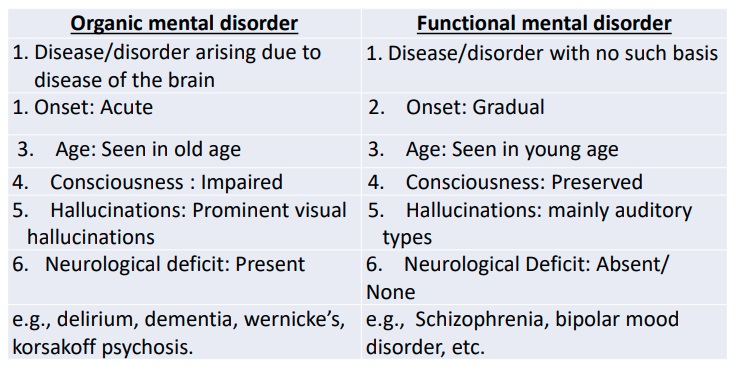 Organic mental disorder
Functional mental disorder
1. Disease/disorder arising due to
disease of the brain
1. Disease/disorder with no such basis
1. Onset: Acute
2. Onset: Gradual
3. Age: Seen in old age
3. Age: Seen in young age
4. Consciousness : Impaired
4. Consciousness: Preserved
5. Hallucinations: Prominent visual
hallucinations
5. Hallucinations: mainly auditory
types
6. Neurological deficit: Present
6. Neurological Deficit: Absent/
None
e.g., delirium, dementia, wernicke’s,
korsakoff psychosis.
e.g., Schizophrenia, bipolar mood
disorder, etc.